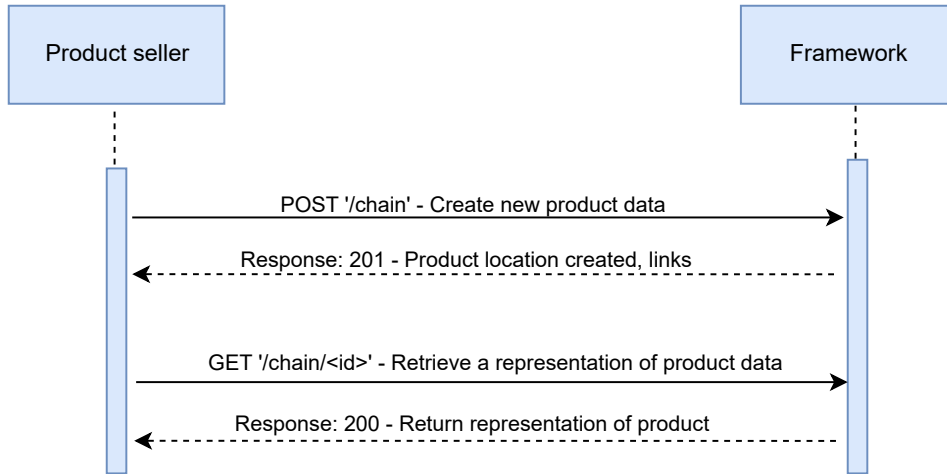 Product seller
Framework
POST '/chain' - Create new product data
Response: 201 - Product location created, links
GET '/chain/<id>' - Retrieve a representation of product data
Response: 200 - Return representation of product